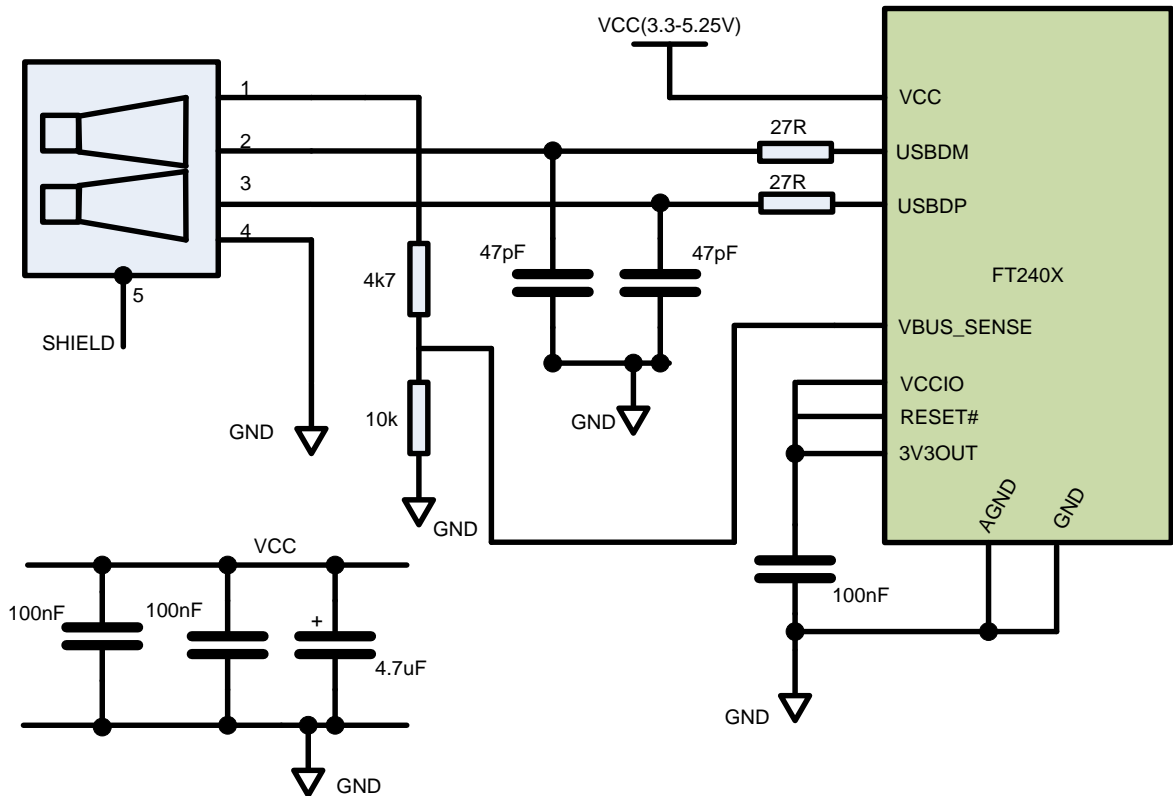 VCC(3.3-5.25V)
1
VCC
27R
2
USBDM
27R
3
USBDP
4
47pF
47pF
4k7
FT240X
5
VBUS_SENSE
SHIELD
VCCIO
10k
RESET#
GND
GND
3V3OUT
AGND
GND
GND
VCC
100nF
100nF
100nF
+
4.7uF
GND
GND